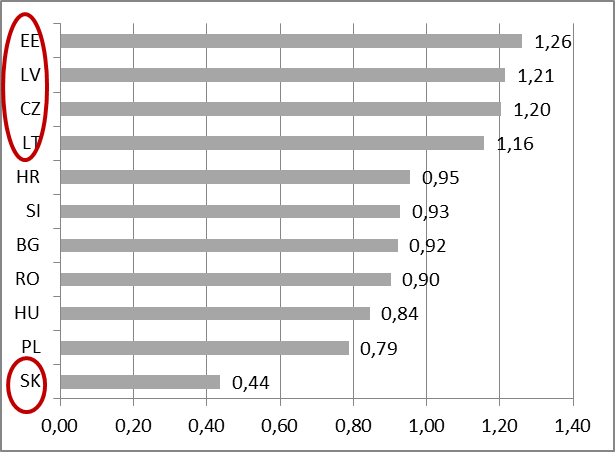 EE 1,26
LV 1,21
CZ 1,20
LT 1,16
HR 0,95
SI 0,93
BG 0,92
RO 0,90
HU 0,84
PL 0,79
SK 0,44
0,00 0,20 0,40 0,60 0,80 1,00 1,20 1,40